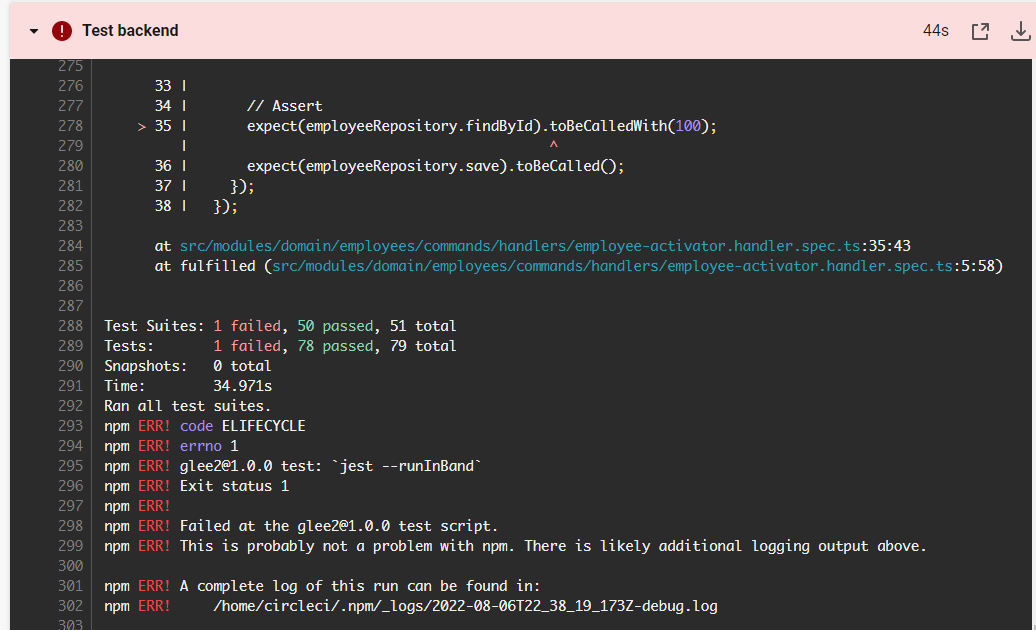 Test backend 44s
275
276 33 |
277 34 | // Assert
278 > 35 | expect(employeeRepository.findById).toBeCalledWith(100);
279 | ^
280 36 | expect(employeeRepository.save).toBeCalled();
281 37 | });
282 38 | });
283
284 at src/modules/domain/employees/commands/handlers/employee-activator.handler.spec.ts:35:43
285 at fulfilled (src/modules/domain/employees/commands/handlers/employee-activator.handler.spec.ts:5:58)
286
287
288 Test Suites: 1 failed, 50 passed, 51 total
289 Tests: 1 failed, 78 passed, 79 total
290 Snapshots: 0 total
291 Time: 34.971s
292 Ran all test suites.
293 npm ERR! code ELIFECYCLE
294 npm ERR! errno 1
295 npm ERR! glee2@1.0.0 test: `jest --runInBand`
296 npm ERR! Exit status 1
297 npm ERR!
298 npm ERR! Failed at the glee2@1.0.0 test script.
299 npm ERR! This is probably not a problem with npm. There is likely additional logging output above.
300
301 npm ERR! A complete log of this run can be found in:
302 npm ERR! /home/circleci/.npm/_logs/2022-08-06T22_38_19_173Z-debug.log
303